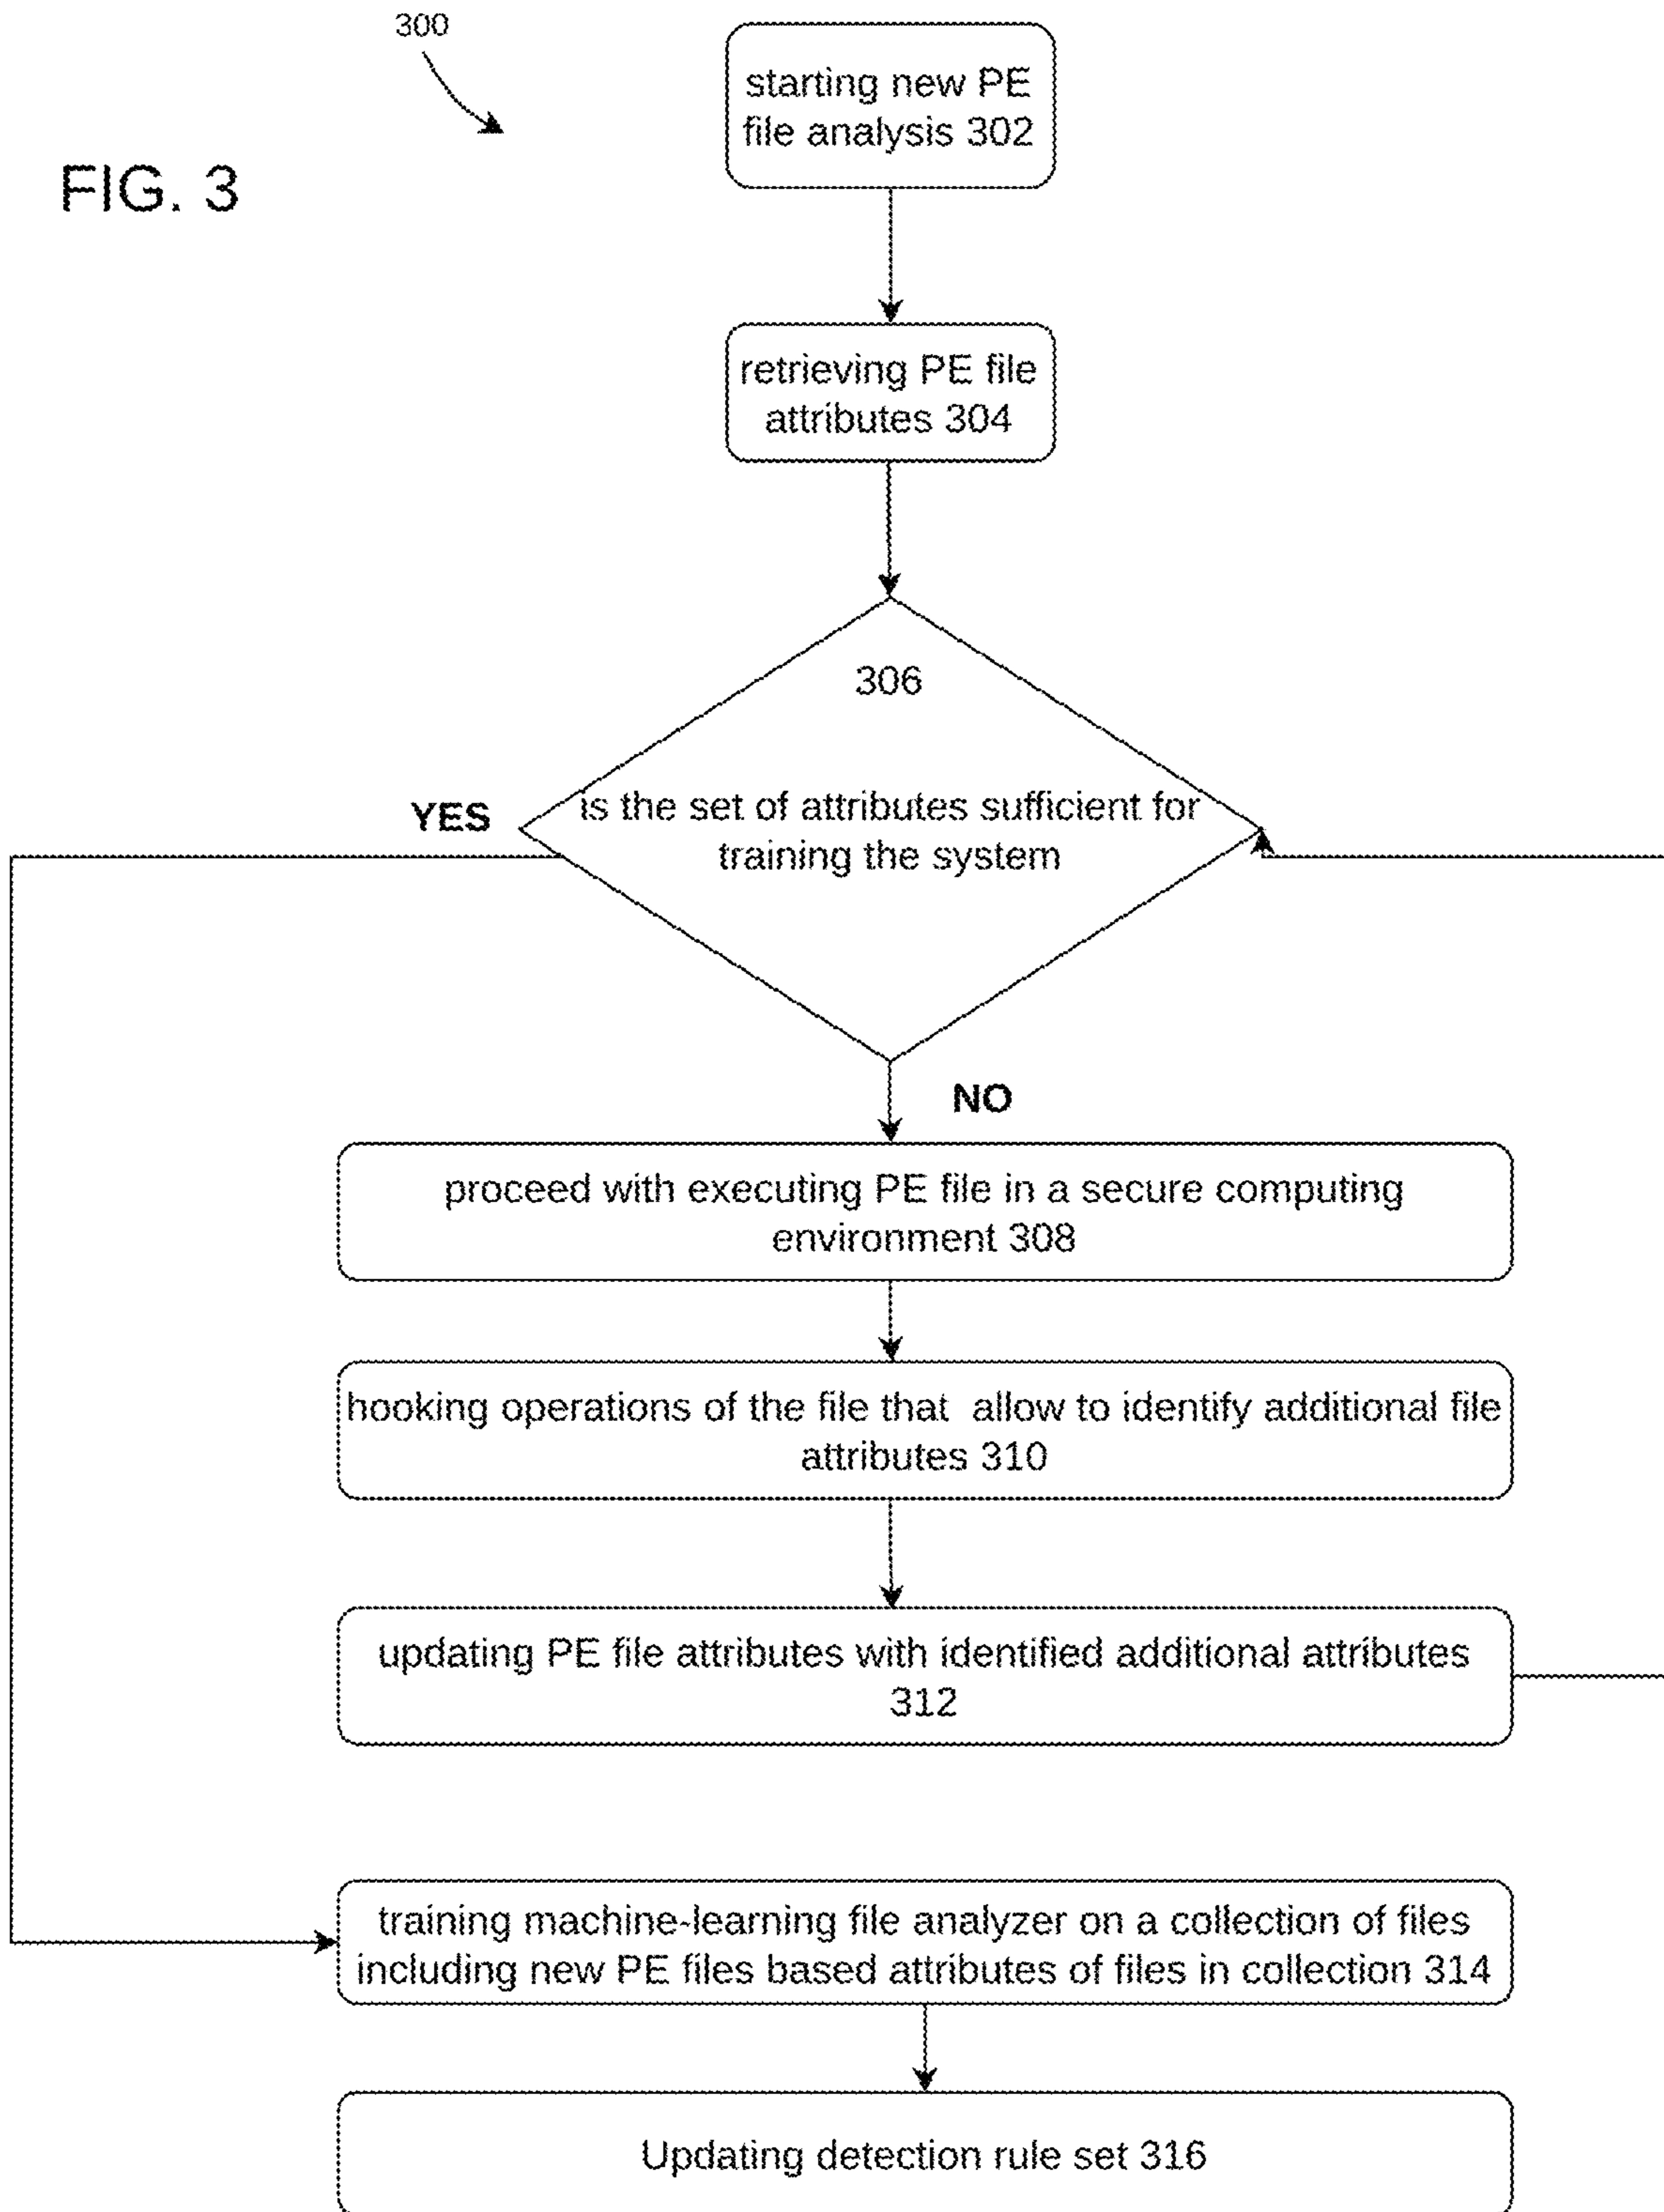 300
starting new PE
file analysis 302
FIG. 3
retrieving PE file
attributes 304
306
is the set of attributes sufficient for
training the system
YES
NO
proceed with executing PE file in a secure computing
environment 308
hooking operations of the file that  allow to identify additional file
attributes 310
updating PE file attributes with identified additional attributes
312
training machine-learning file analyzer on a collection of files
including new PE files based attributes of files in collection 314
Updating detection rule set 316